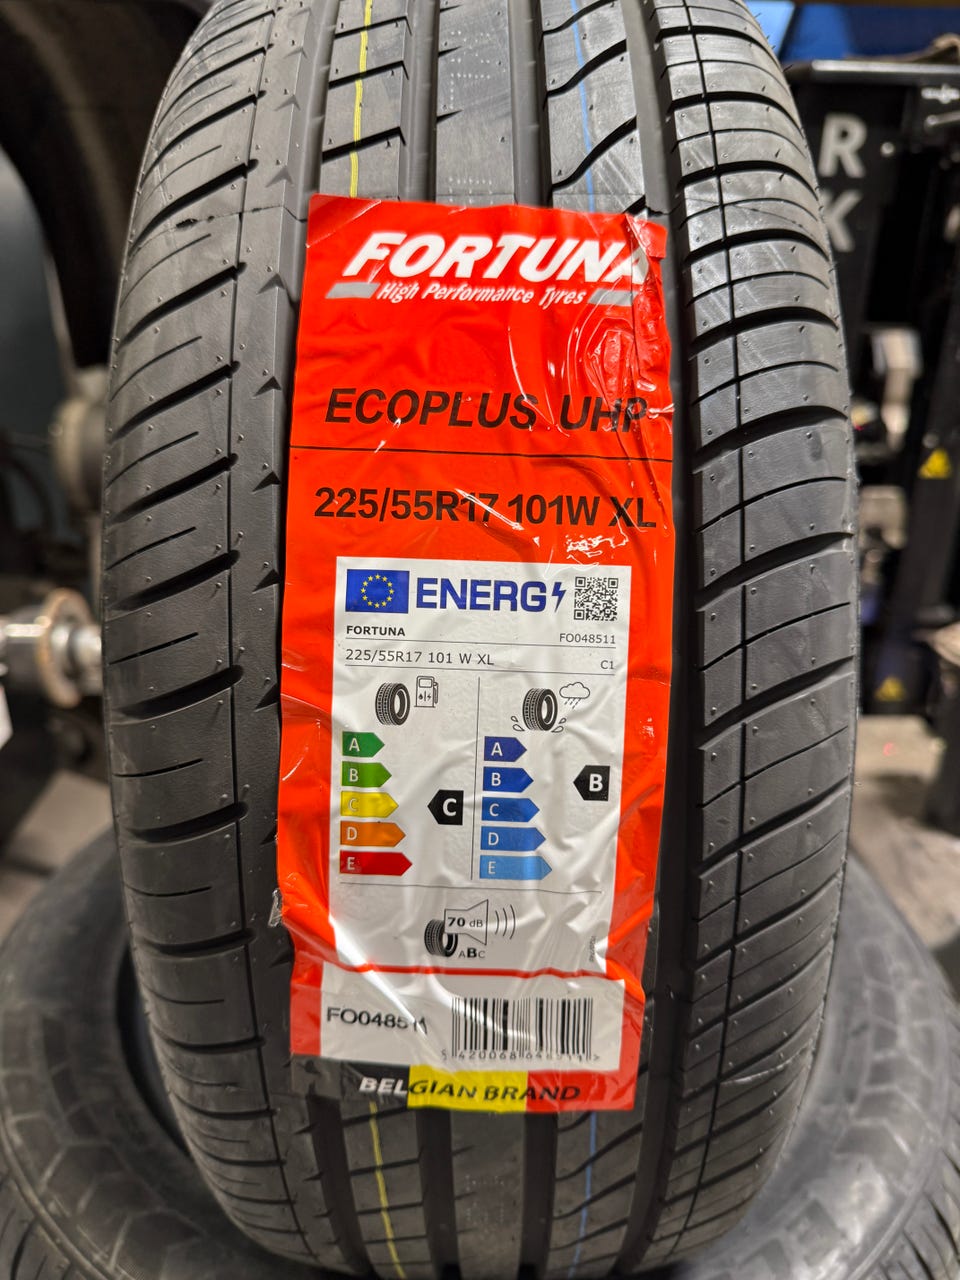 FORTUNA
High Performance Tyres
ECOPLUS UHP
225/55R17 101W XL
ENERG
FORTUNA
FO048511
225/55R17 101 W XL
C1
A
B
C
D
E
C
A
B
C
D
E
B
70 dB
ABC
FO048511
BELGIAN BRAND
R
K